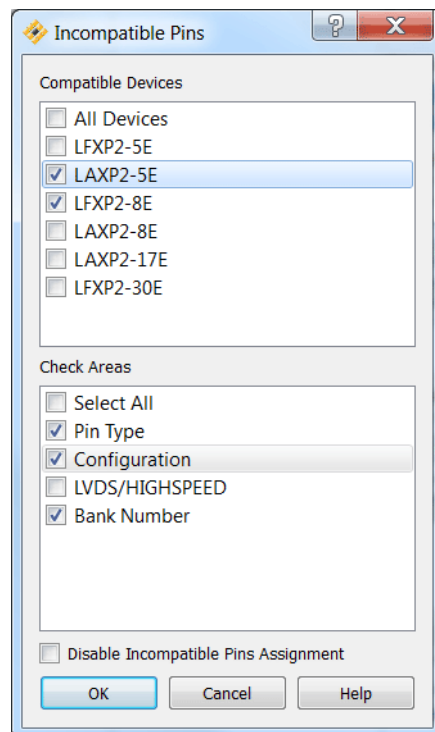 Incompatible Pins
Compatible Devices
All Devices
LFXP2-5E
LAXP2-5E
LFXP2-8E
LAXP2-8E
LAXP2-17E
LFXP2-30E
Check Areas
Select All
Pin Type
Configuration
LVDS/HIGHSPEED
Bank Number
Disable Incompatible Pins Assignment
OK Cancel Help